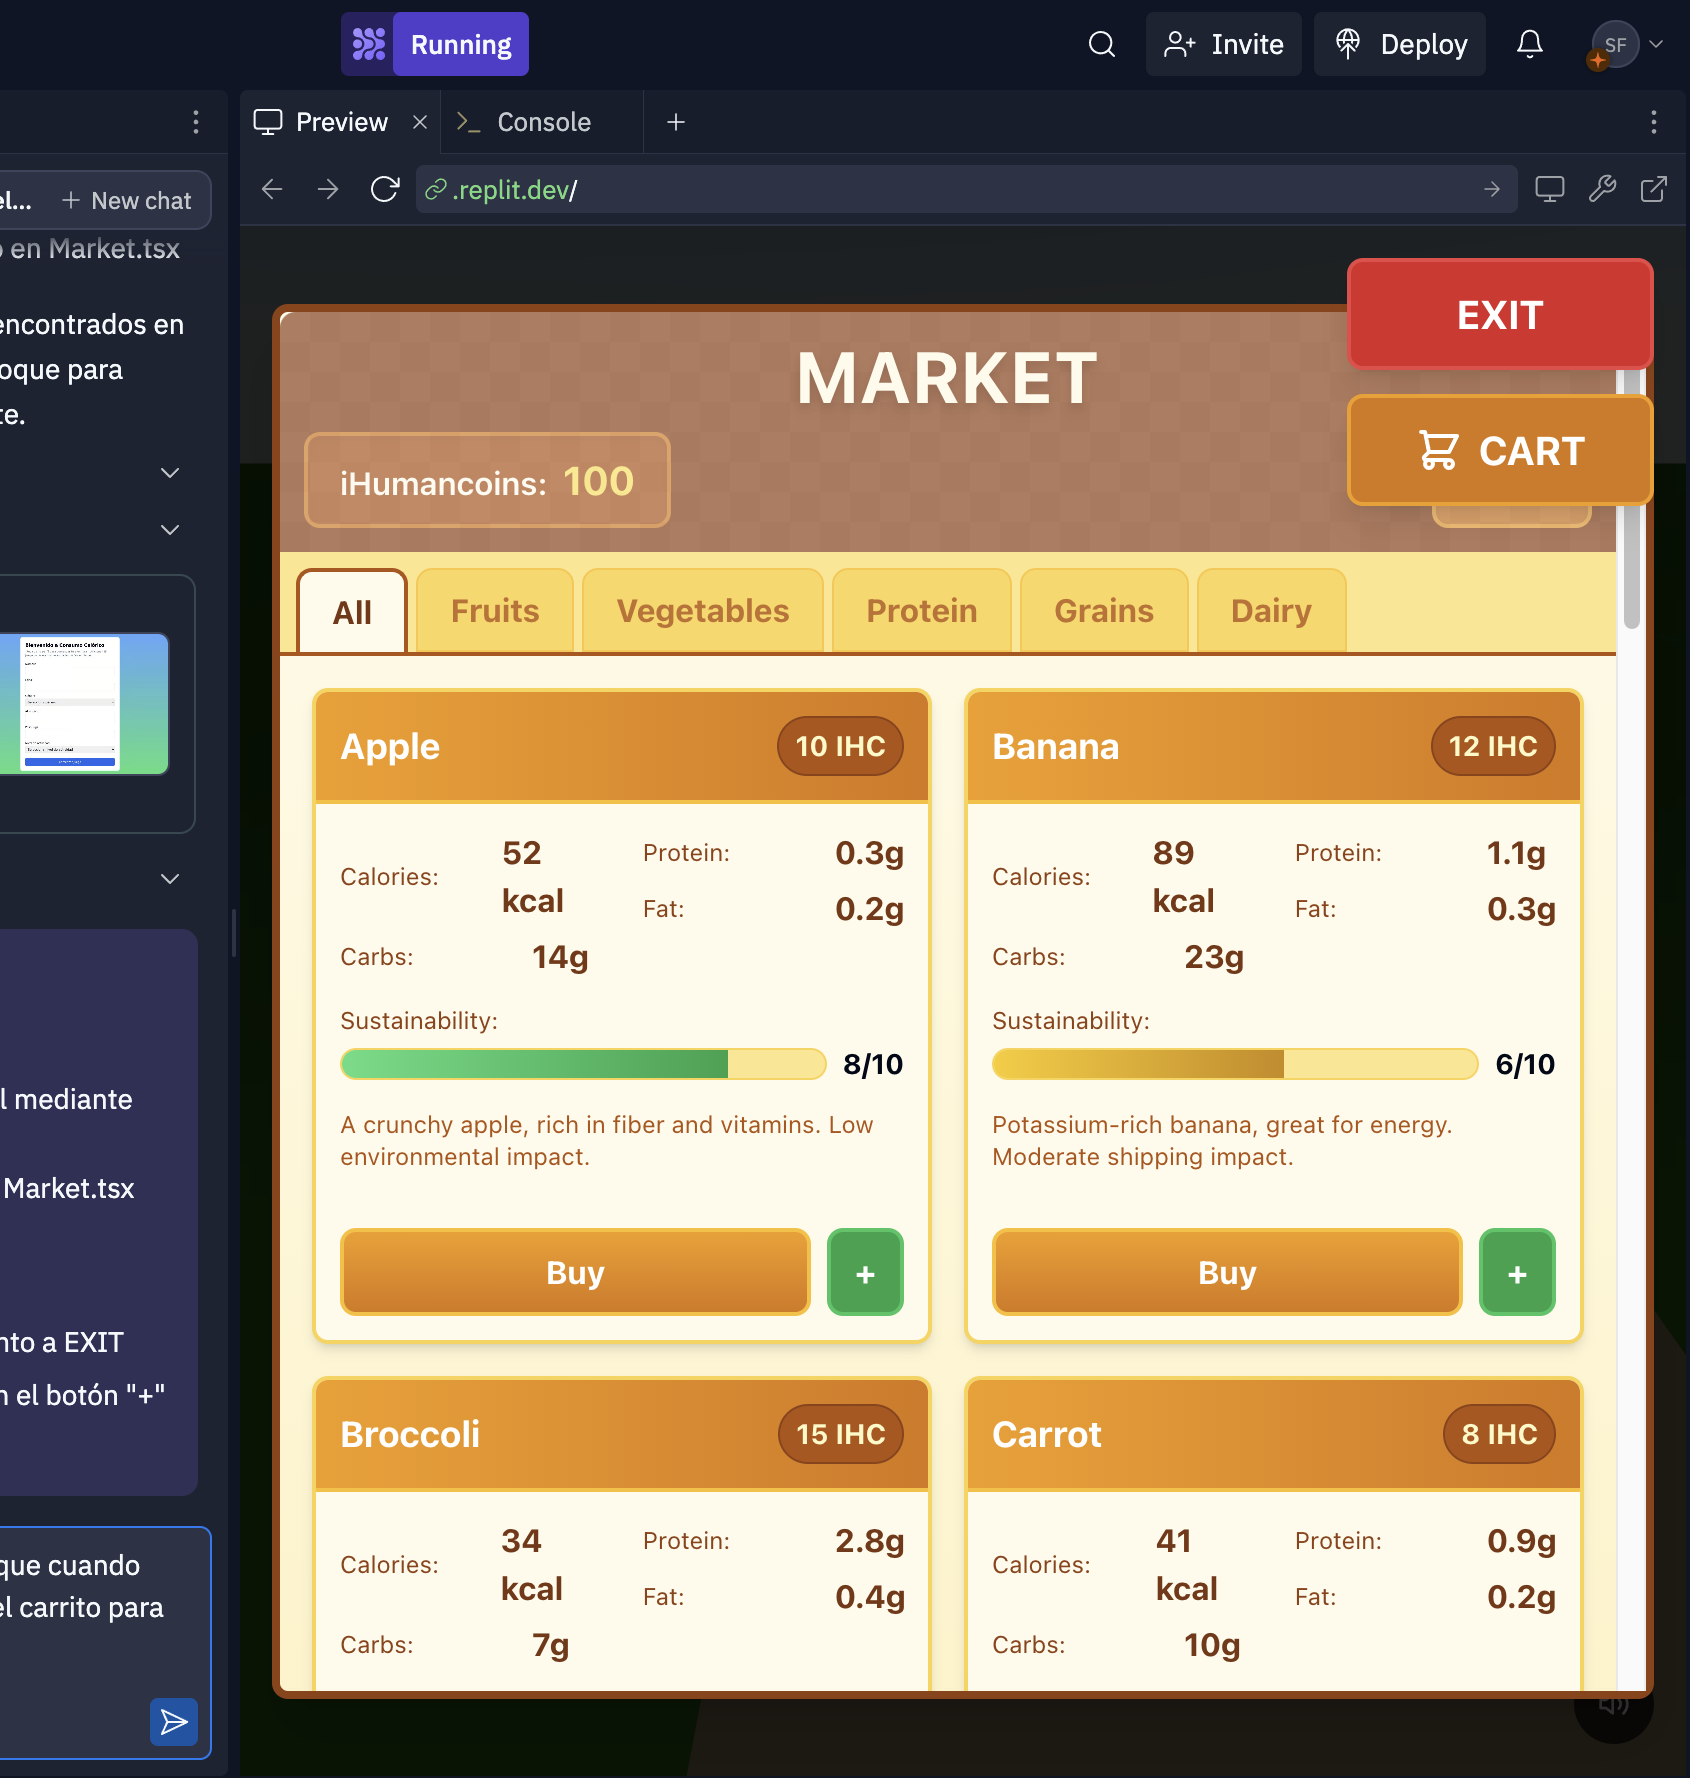 Running
Invite
Deploy
SF
Preview
Console
el...
New chat
.replit.dev/
en Market.tsx
encontrados en
oque para
te.
l mediante
Market.tsx
nto a EXIT
n el botón "+"
que cuando
el carrito para
EXIT
MARKET
CART
iHumancoins: 100
All
Fruits
Vegetables
Protein
Grains
Dairy
Apple
10 IHC
Calories: 52 kcal
Protein: 0.3g
Fat: 0.2g
Carbs: 14g
Sustainability:
8/10
A crunchy apple, rich in fiber and vitamins. Low
environmental impact.
Buy
+
Banana
12 IHC
Calories: 89 kcal
Protein: 1.1g
Fat: 0.3g
Carbs: 23g
Sustainability:
6/10
Potassium-rich banana, great for energy.
Moderate shipping impact.
Buy
+
Broccoli
15 IHC
Calories: 34 kcal
Protein: 2.8g
Fat: 0.4g
Carbs: 7g
Carrot
8 IHC
Calories: 41 kcal
Protein: 0.9g
Fat: 0.2g
Carbs: 10g
Bienvenido a Consumo Calórico